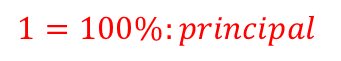 1 = 100%: principal